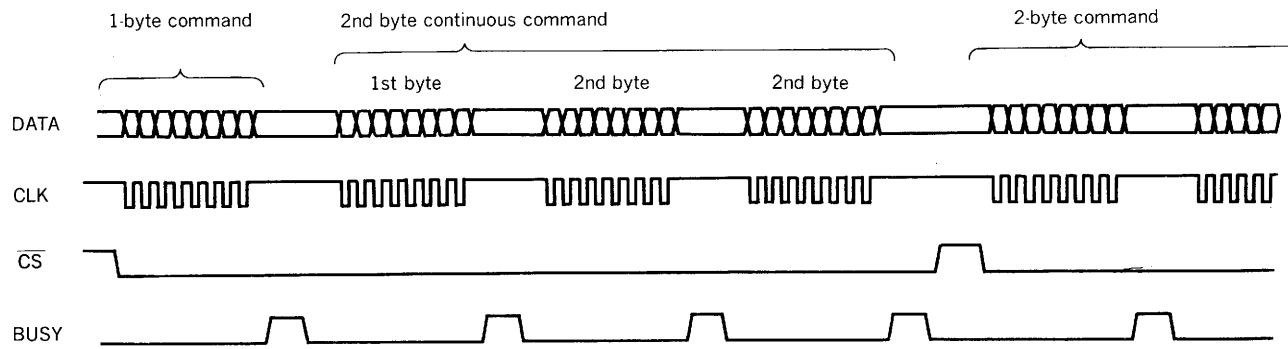 1-byte command
2nd byte continuous command
2-byte command
1st byte
2nd byte
2nd byte
DATA
CLK
CS
BUSY